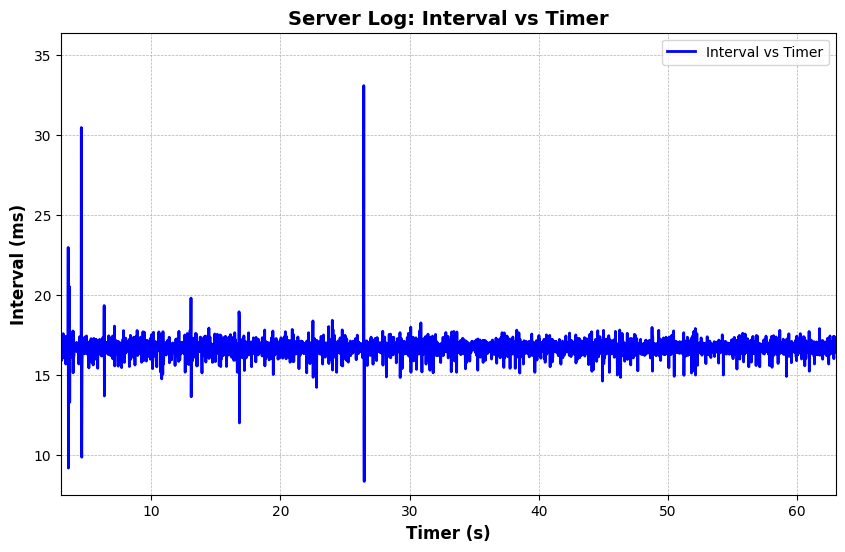 Server Log: Interval vs Timer
Interval vs Timer
35
30
25
20
15
10
Interval (ms)
10 20 30 40 50 60
Timer (s)